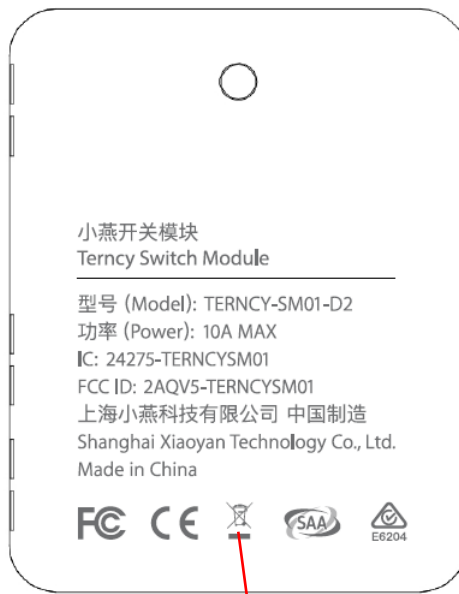 小燕开关模块
Terncy Switch Module
型号 (Model): TERNCY-SM01-D2
功率 (Power): 10A MAX
IC: 24275-TERNCYSM01
FCC ID: 2AQV5-TERNCYSM01
上海小燕科技有限公司 中国制造
Shanghai Xiaoyan Technology Co., Ltd.
Made in China
FC CE SAA
E6204